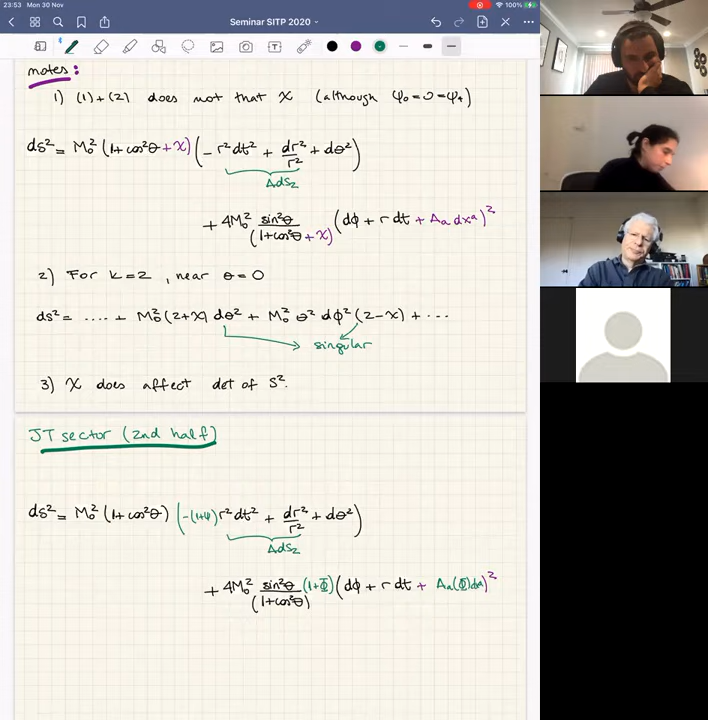 23:53 Mon 30 Nov
100%
Seminar SITP 2020
notes:
1) (1)+(2) does not that χ (although ψ₀=0=ψ₊)
ds² = M₀² (1+cos²θ+χ) (-r²dt² + dr²/r² + dθ²)
AdS₂
+ 4M₀² sin²θ/(1+cos²θ+χ) (dϕ + r dt + Aₐ dxᵃ)²
2) For k=2, near θ=0
ds² = .... + M₀²(2+χ) dθ² + M₀² θ² dϕ² (2-χ) + ...
singular
3) χ does affect det of S².
JT sector (2nd half)
ds² = M₀² (1+cos²θ) (-(1+ψ) r²dt² + dr²/r² + dθ²)
AdS₂
+ 4M₀² sin²θ/(1+cos²θ) (1+Φ) (dϕ + r dt + Aₐ(Φ)dxᵃ)²